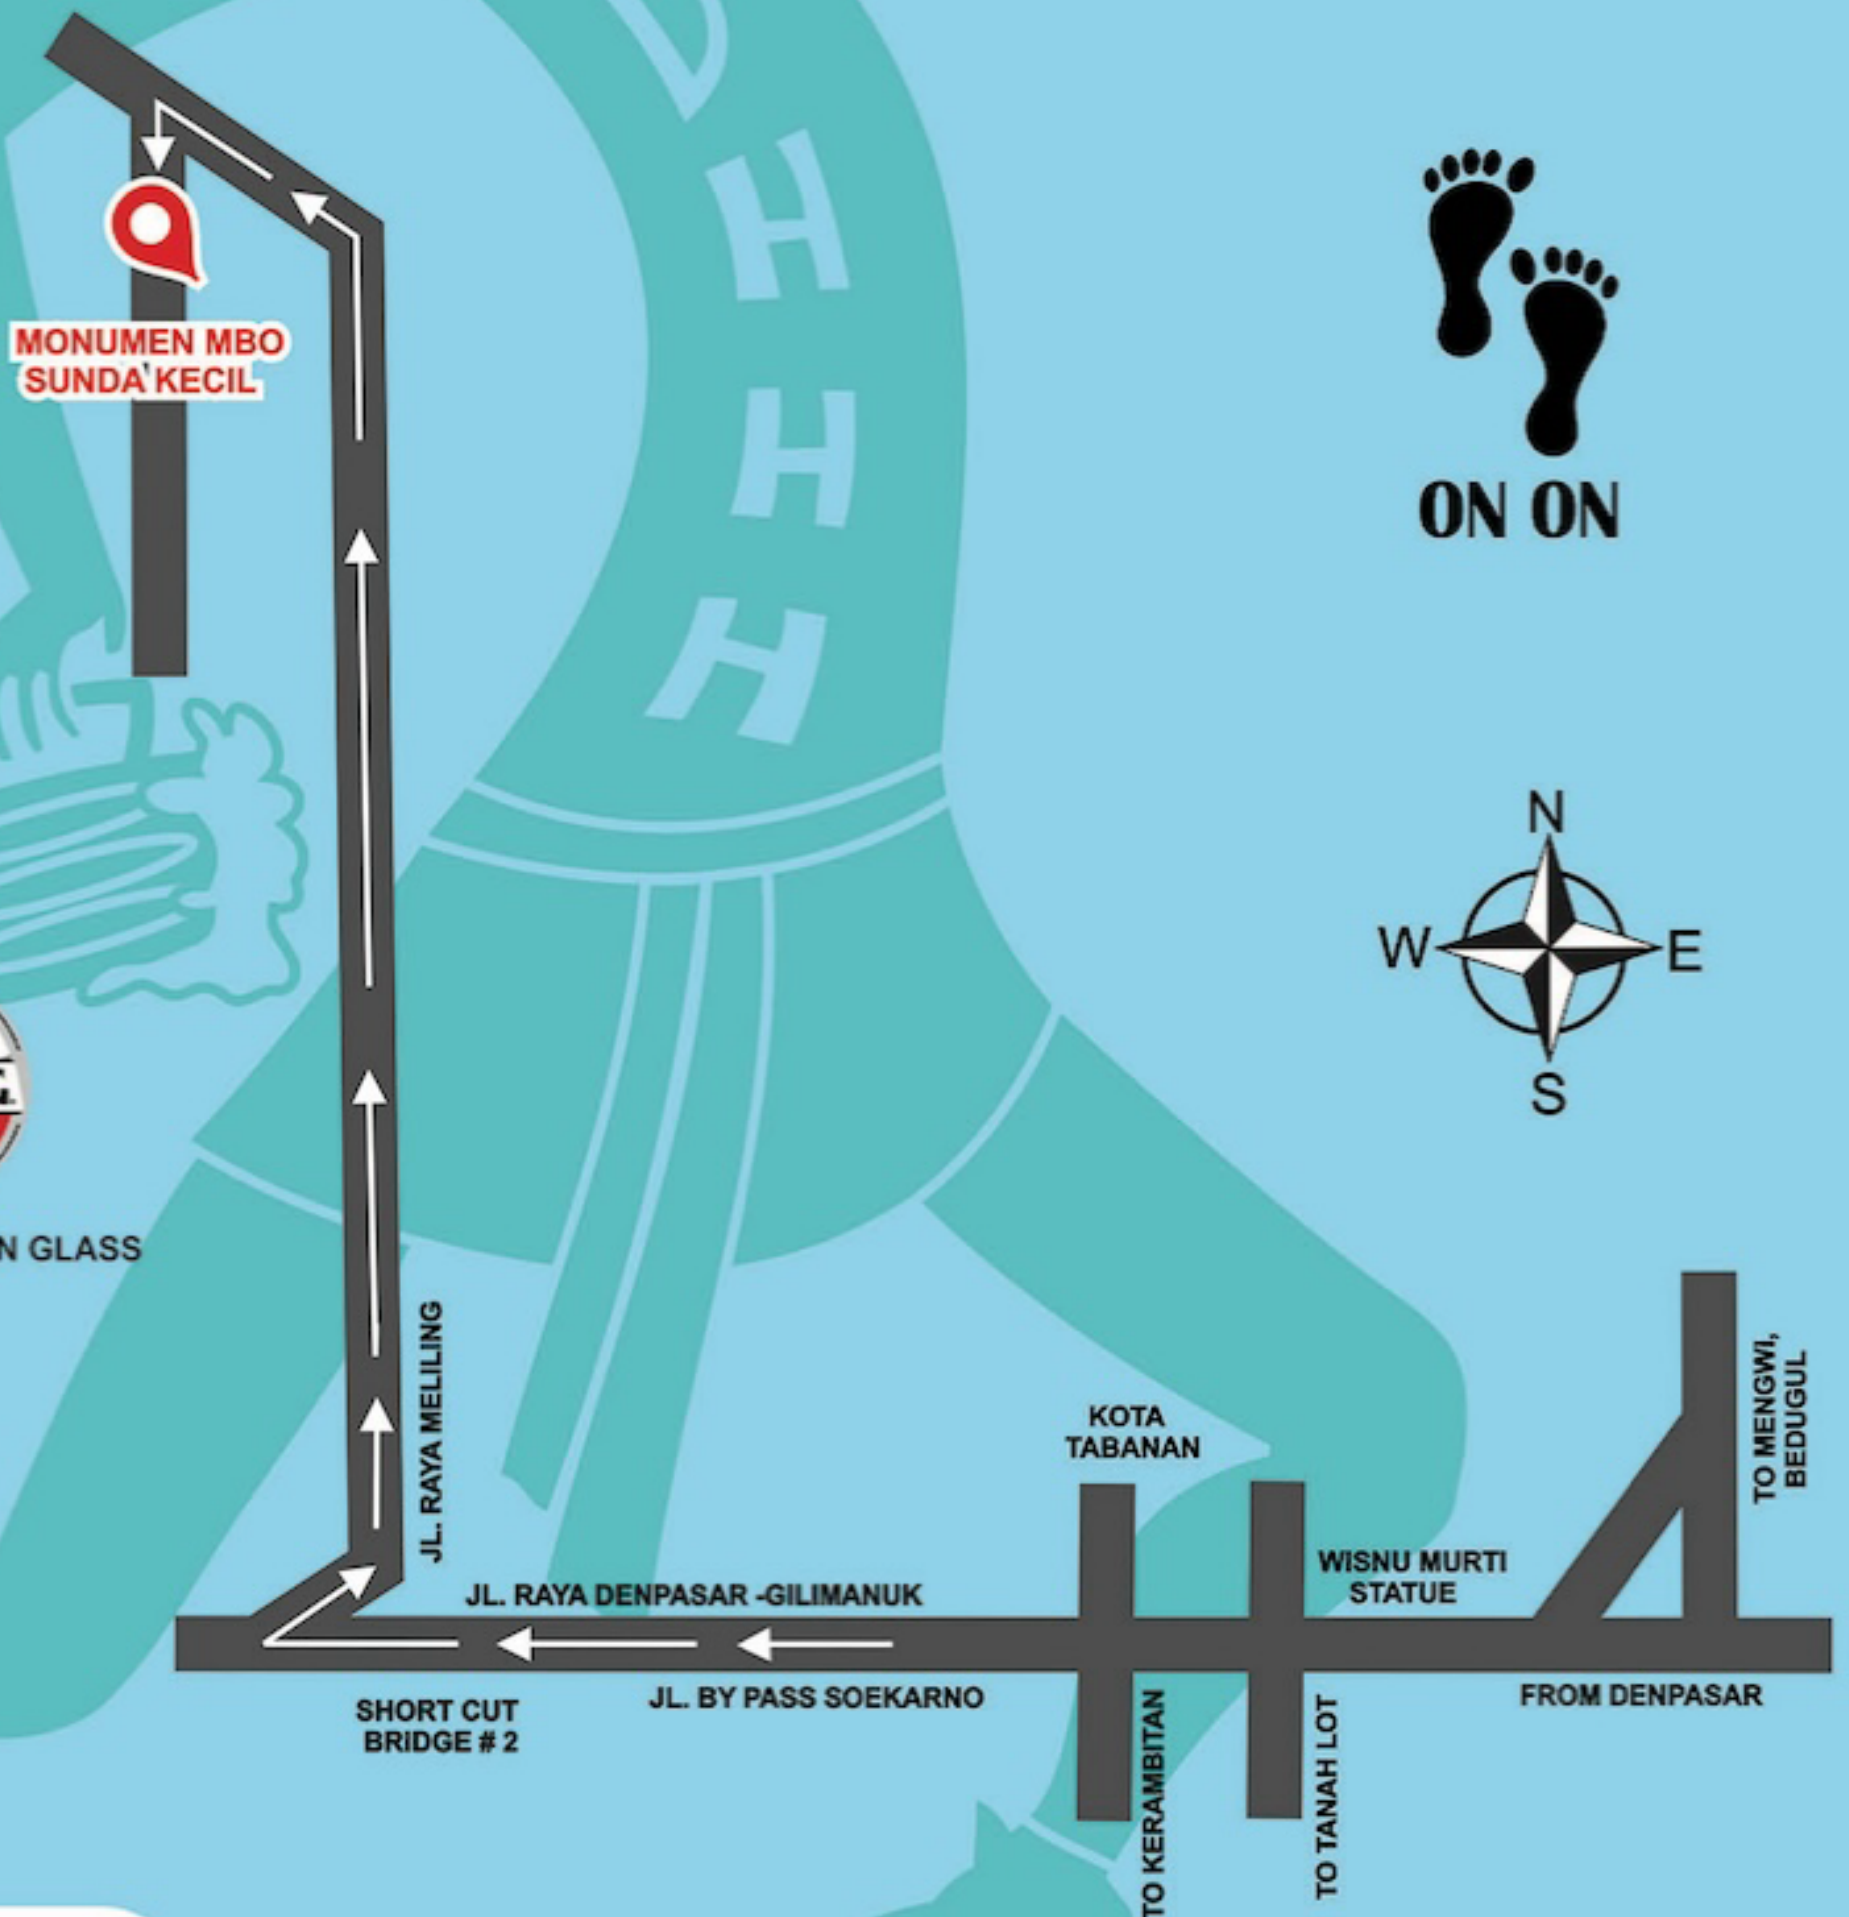 H
H
H
MONUMEN MBO
SUNDA KECIL
ON ON
N
W
E
S
N GLASS
JL. RAYA MELILING
KOTA
TABANAN
TO MENGWI,
BEDUGUL
WISNU MURTI
STATUE
JL. RAYA DENPASAR -GILIMANUK
JL. BY PASS SOEKARNO
FROM DENPASAR
SHORT CUT
BRIDGE # 2
TO KERAMBITAN
TO TANAH LOT